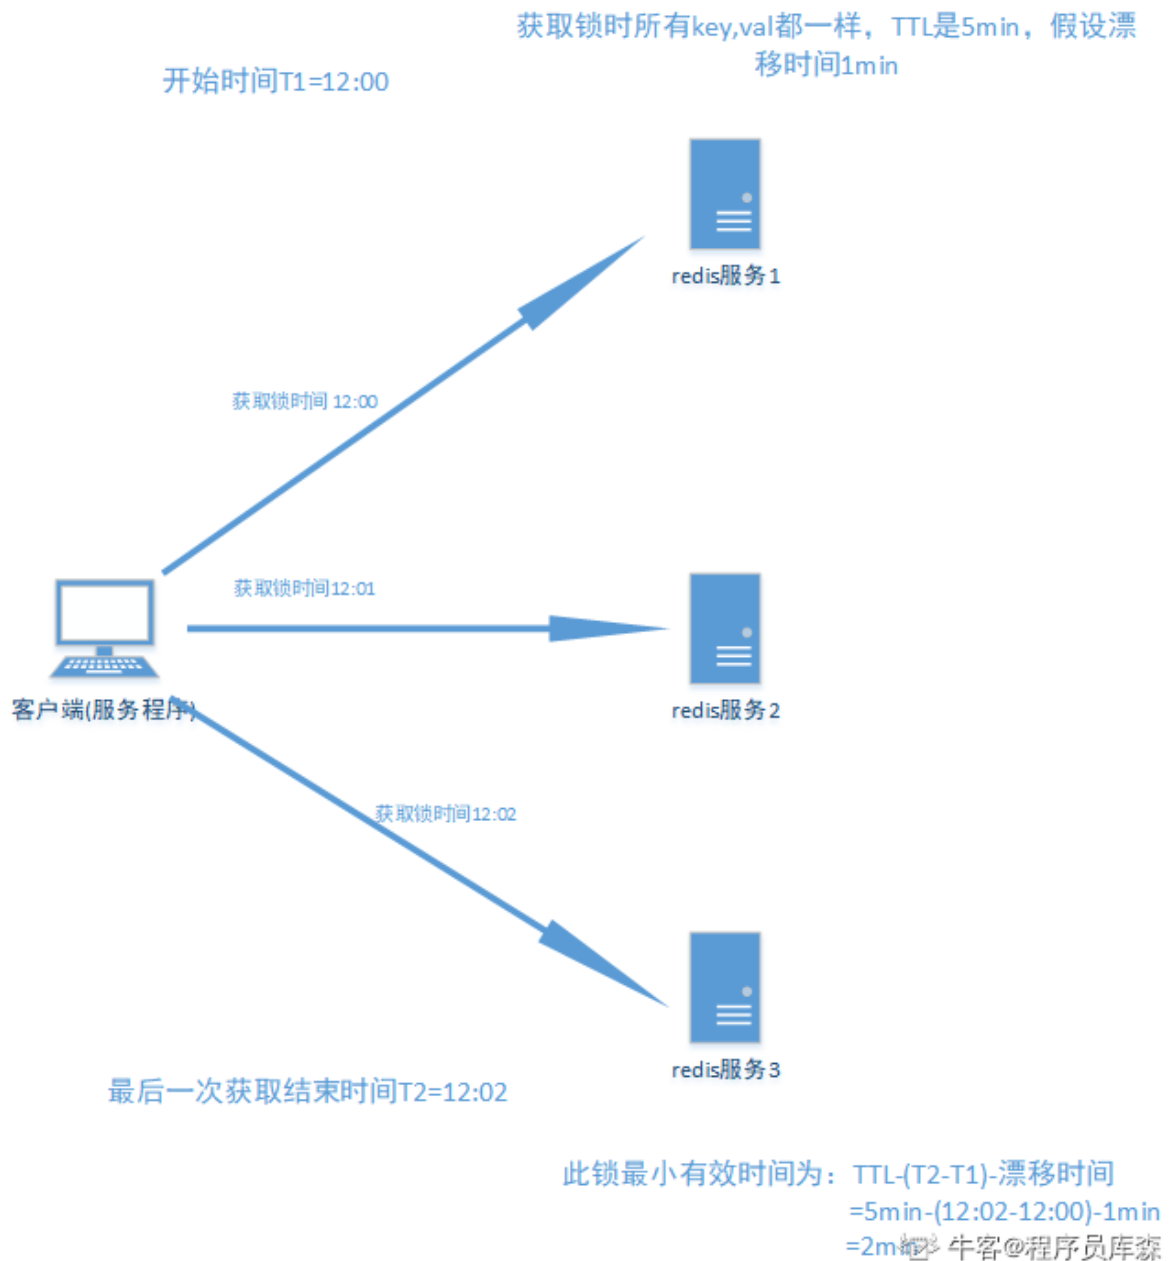 获取锁时所有key,val都一样，TTL是5min，假设漂
移时间1min
开始时间T1=12:00
redis服务1
获取锁时间 12:00
获取锁时间12:01
客户端(服务程序)
redis服务2
获取锁时间12:02
redis服务3
最后一次获取结束时间T2=12:02
此锁最小有效时间为：TTL-(T2-T1)-漂移时间
=5min-(12:02-12:00)-1min
=2min
牛客@程序员库森